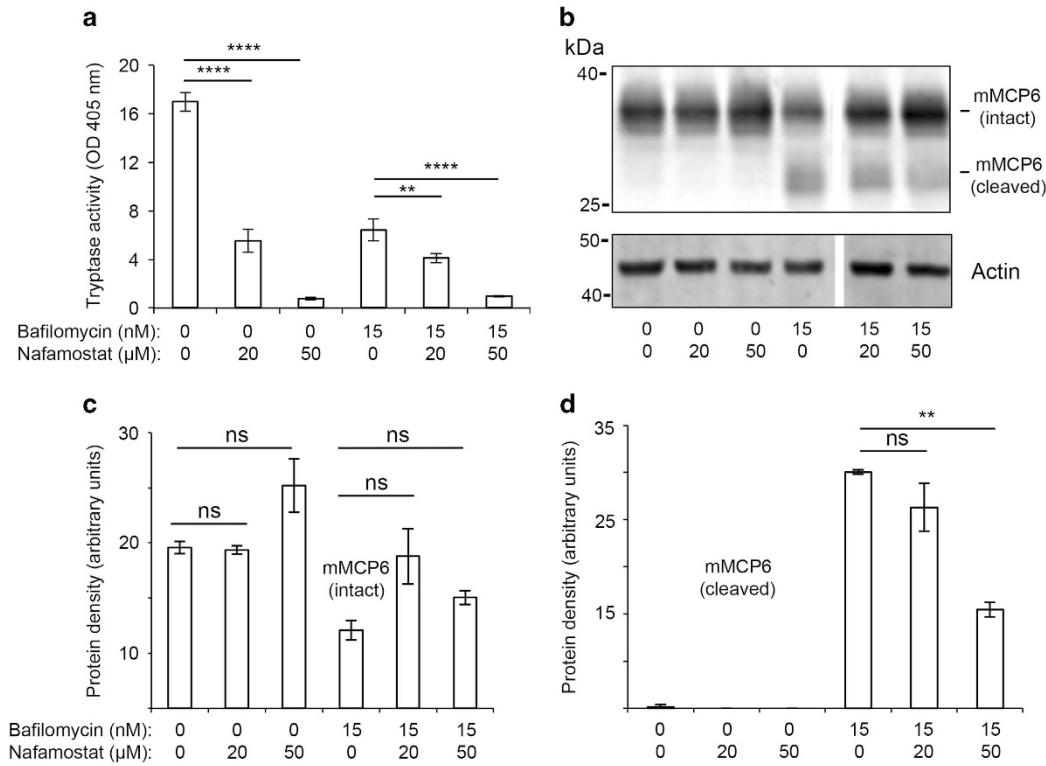 a
Tryptase activity (OD 405 nm)
20
16
12
8
4
0
****
****
****
**
Bafilomycin (nM): 0 0 0 15 15 15
Nafamostat (µM): 0 20 50 0 20 50
b
kDa
40
25
mMCP6
(intact)
mMCP6
(cleaved)
50
40
Actin
0 0 0 15 15 15
0 20 50 0 20 50
c
Protein density (arbitrary units)
30
20
10
ns
ns
ns
ns
mMCP6
(intact)
Bafilomycin (nM): 0 0 0 15 15 15
Nafamostat (µM): 0 20 50 0 20 50
d
Protein density (arbitrary units)
35
25
15
**
ns
mMCP6
(cleaved)
0 0 0 15 15 15
0 20 50 0 20 50